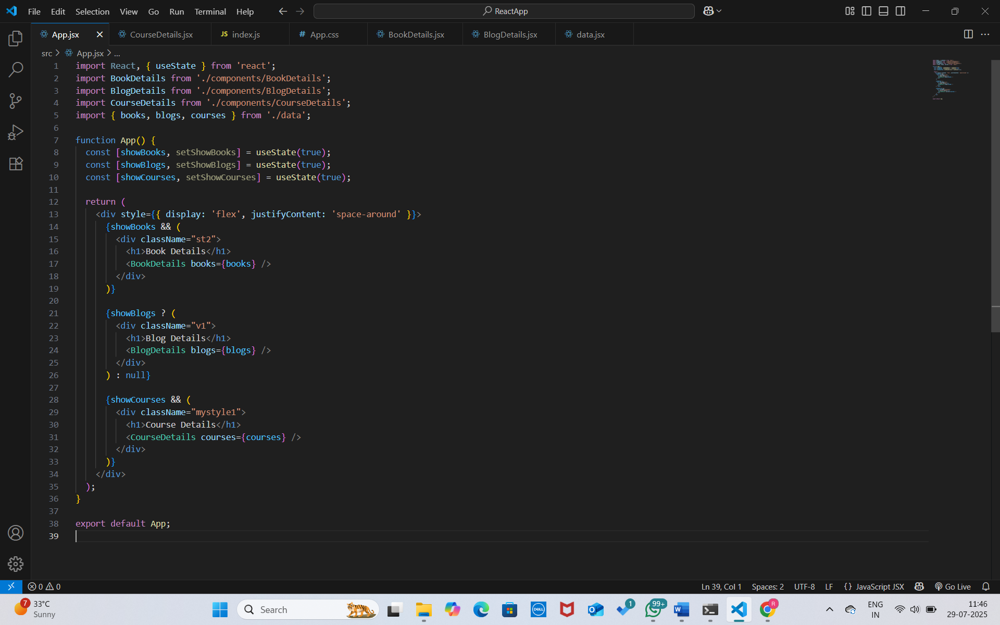 File Edit Selection View Go Run Terminal Help
ReactApp
App.jsx CourseDetails.jsx JS index.js # App.css BookDetails.jsx BlogDetails.jsx data.jsx
src > App.jsx > ...
1 import React, { useState } from 'react';
2 import BookDetails from './components/BookDetails';
3 import BlogDetails from './components/BlogDetails';
4 import CourseDetails from './components/CourseDetails';
5 import { books, blogs, courses } from './data';
6
7 function App() {
8   const [showBooks, setShowBooks] = useState(true);
9   const [showBlogs, setShowBlogs] = useState(true);
10   const [showCourses, setShowCourses] = useState(true);
11
12   return (
13     <div style={{ display: 'flex', justifyContent: 'space-around' }}>
14       {showBooks && (
15         <div className="st2">
16           <h1>Book Details</h1>
17           <BookDetails books={books} />
18         </div>
19       )}
20
21       {showBlogs ? (
22         <div className="v1">
23           <h1>Blog Details</h1>
24           <BlogDetails blogs={blogs} />
25         </div>
26       ) : null}
27
28       {showCourses && (
29         <div className="mystyle1">
30           <h1>Course Details</h1>
31           <CourseDetails courses={courses} />
32         </div>
33       )}
34     </div>
35   );
36 }
37
38 export default App;
39
0 0 Ln 39, Col 1 Spaces: 2 UTF-8 LF {} JavaScript JSX Go Live
7 33°C
Sunny
Search
DELL
1
99+
W
R
ENG
IN
11:46
29-07-2025